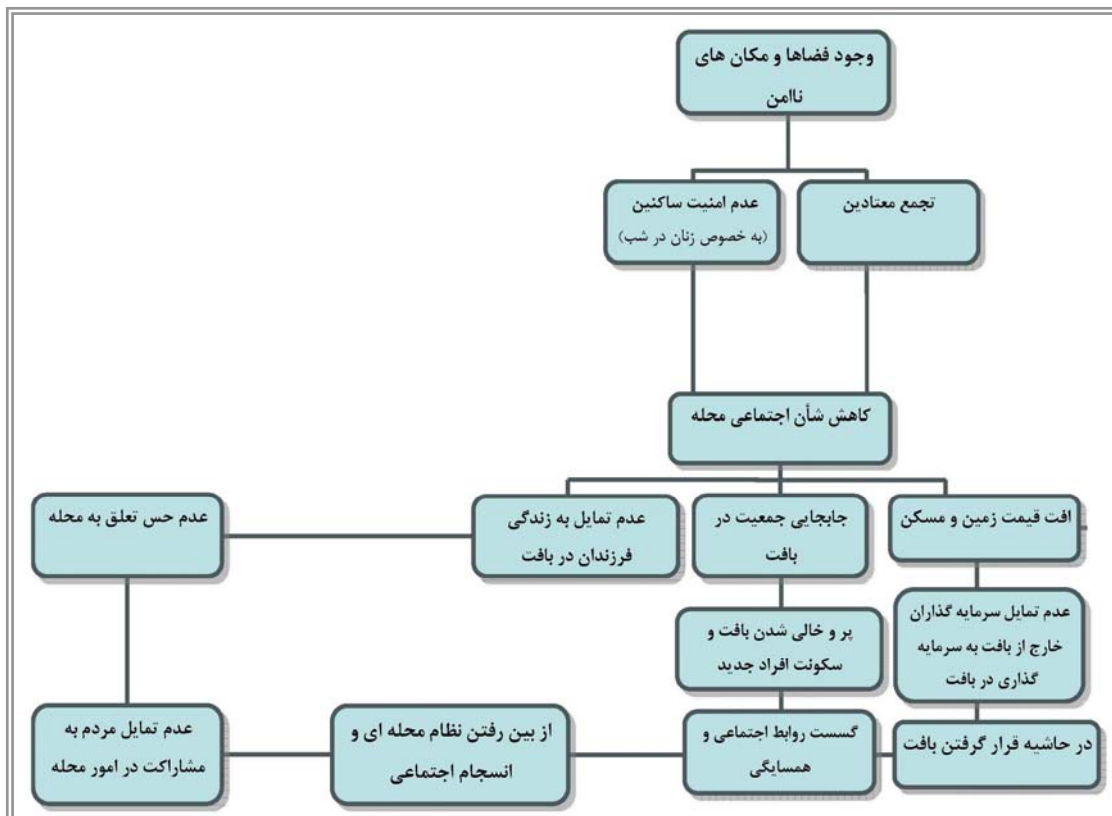 وجود فضاها و مکان های
ناامن
تجمع معتادین
عدم امنیت ساکنین
(به خصوص زنان در شب)
کاهش شأن اجتماعی محله
افت قیمت زمین و مسکن
جابجایی جمعیت در
بافت
عدم تمایل به زندگی
فرزندان در بافت
عدم حس تعلق به محله
عدم تمایل سرمایه گذاران
خارج از بافت به سرمایه
گذاری در بافت
پر و خالی شدن بافت و
سکونت افراد جدید
در حاشیه قرار گرفتن بافت
گسست روابط اجتماعی و
همسایگی
از بین رفتن نظام محله ای و
انسجام اجتماعی
عدم تمایل مردم به
مشاراکت در امور محله